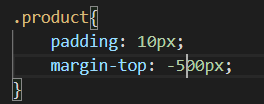 .product{
    padding: 10px;
    margin-top: -500px;
}